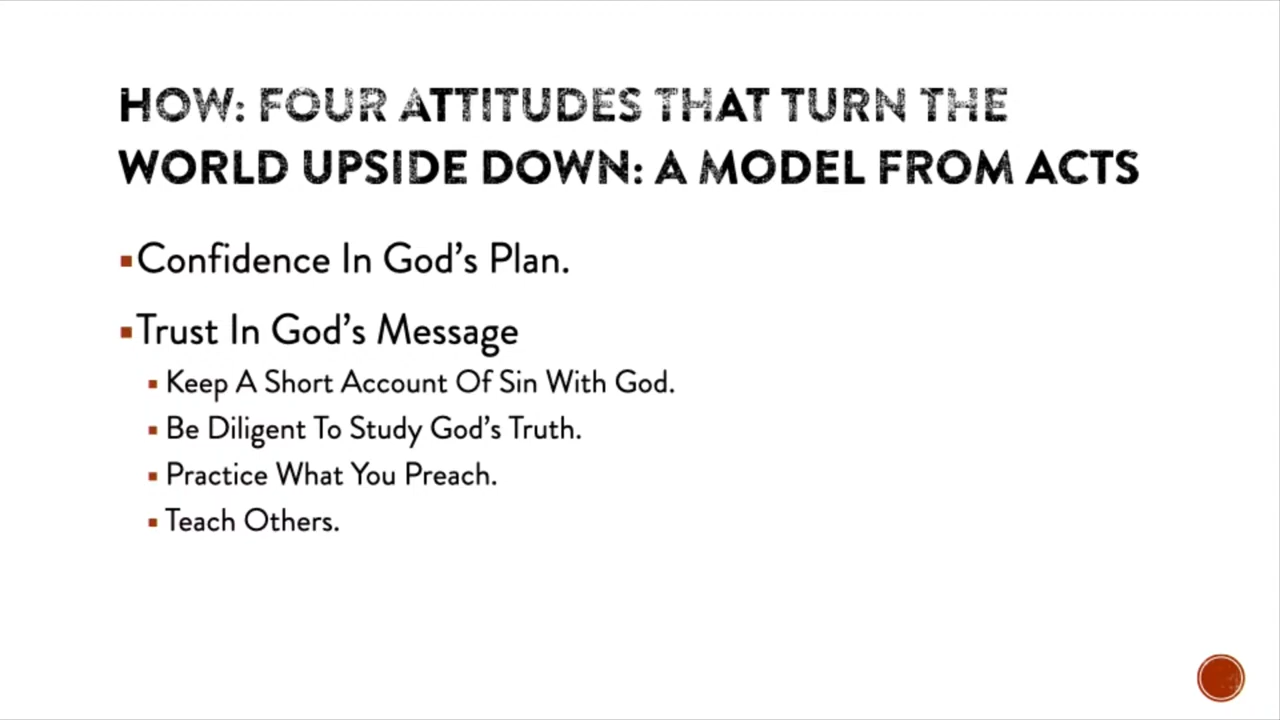 HOW: FOUR ATTITUDES THAT TURN THE
WORLD UPSIDE DOWN: A MODEL FROM ACTS
Confidence In God’s Plan.
Trust In God’s Message
Keep A Short Account Of Sin With God.
Be Diligent To Study God’s Truth.
Practice What You Preach.
Teach Others.